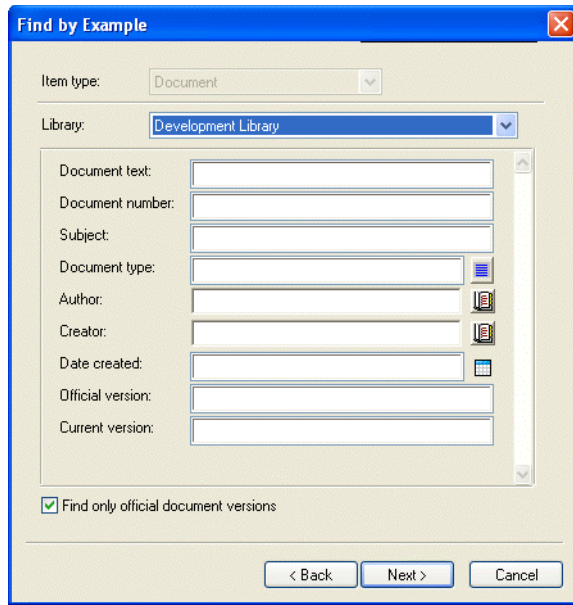 Find by Example
Item type: Document
Library: Development Library
Document text:
Document number:
Subject:
Document type:
Author:
Creator:
Date created:
Official version:
Current version:
Find only official document versions
< Back Next > Cancel